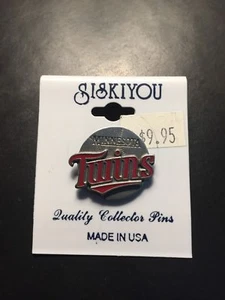 SISKIYOU
$9.95
MINNESOTA
Twins
Quality Collector Pins
MADE IN USA